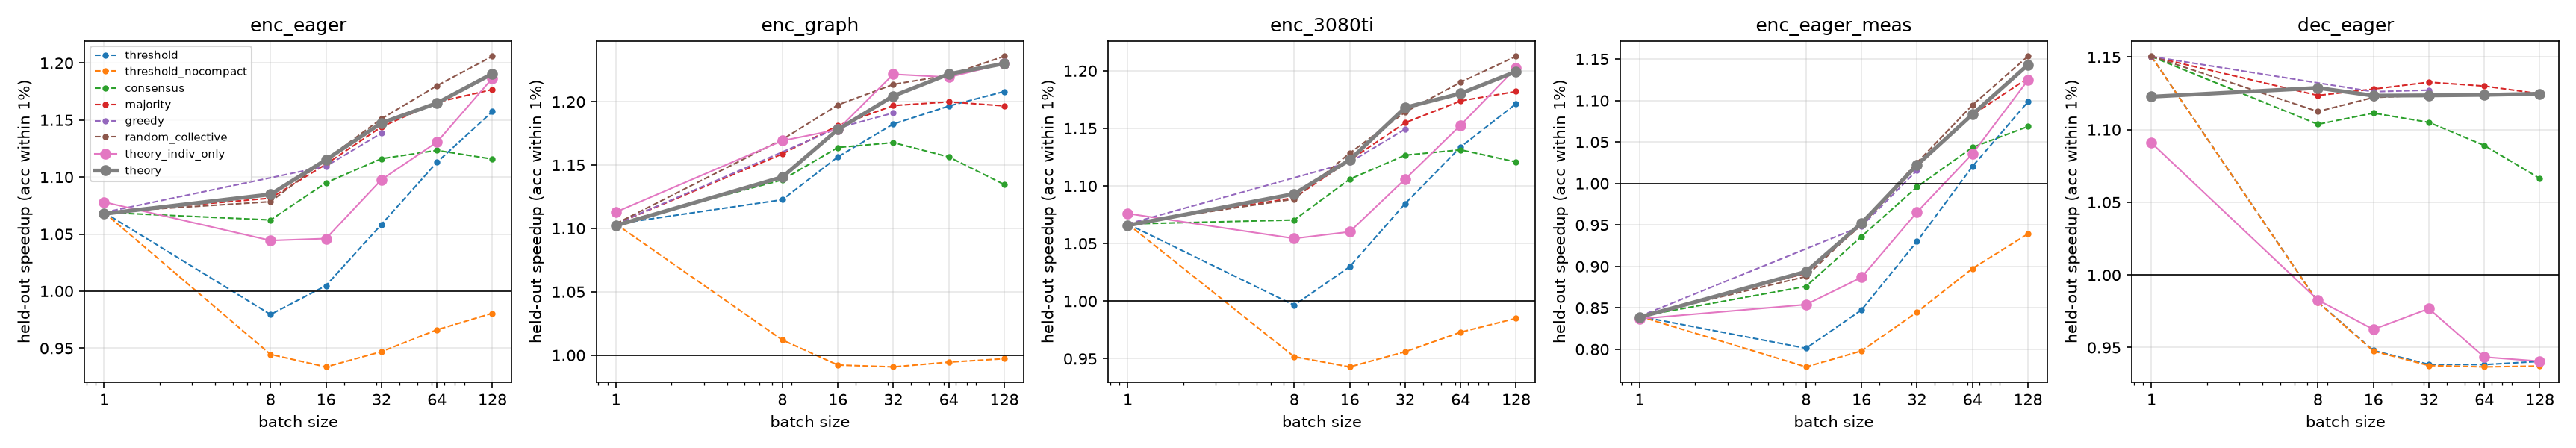 enc_eager
held-out speedup (acc within 1%)
1.20
1.15
1.10
1.05
1.00
0.95
threshold
threshold_nocompact
consensus
majority
greedy
random_collective
theory_indiv_only
theory
1 8 16 32 64 128
batch size
enc_graph
held-out speedup (acc within 1%)
1.20
1.15
1.10
1.05
1.00
1 8 16 32 64 128
batch size
enc_3080ti
held-out speedup (acc within 1%)
1.20
1.15
1.10
1.05
1.00
0.95
1 8 16 32 64 128
batch size
enc_eager_meas
held-out speedup (acc within 1%)
1.15
1.10
1.05
1.00
0.95
0.90
0.85
0.80
1 8 16 32 64 128
batch size
dec_eager
held-out speedup (acc within 1%)
1.15
1.10
1.05
1.00
0.95
1 8 16 32 64 128
batch size